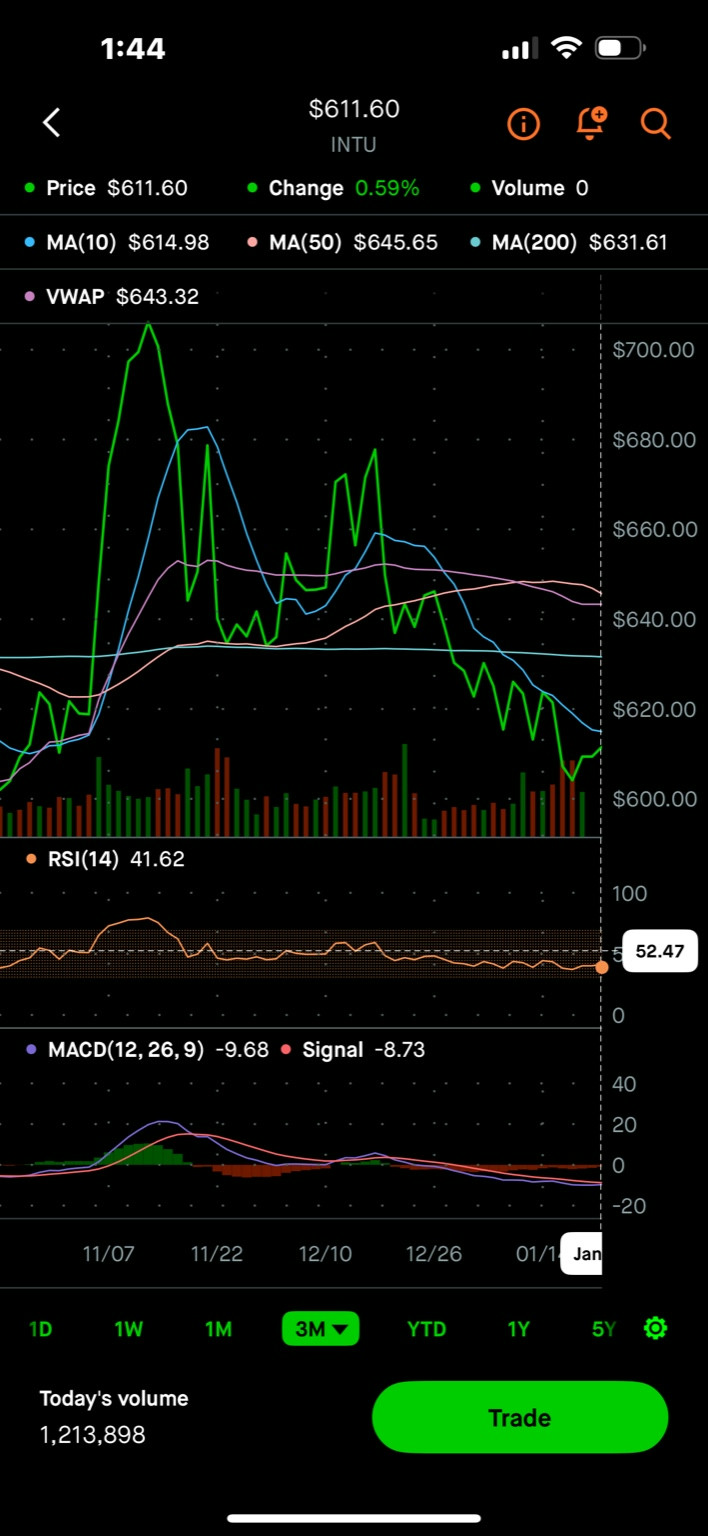 1:44
$611.60
INTU
Price $611.60 Change 0.59% Volume 0
MA(10) $614.98 MA(50) $645.65 MA(200) $631.61
VWAP $643.32
$700.00
$680.00
$660.00
$640.00
$620.00
$600.00
RSI(14) 41.62
100
52.47
0
MACD(12, 26, 9) -9.68 Signal -8.73
40
20
0
-20
11/07 11/22 12/10 12/26 01/1 Jan
1D 1W 1M 3M YTD 1Y 5Y
Today's volume
1,213,898
Trade